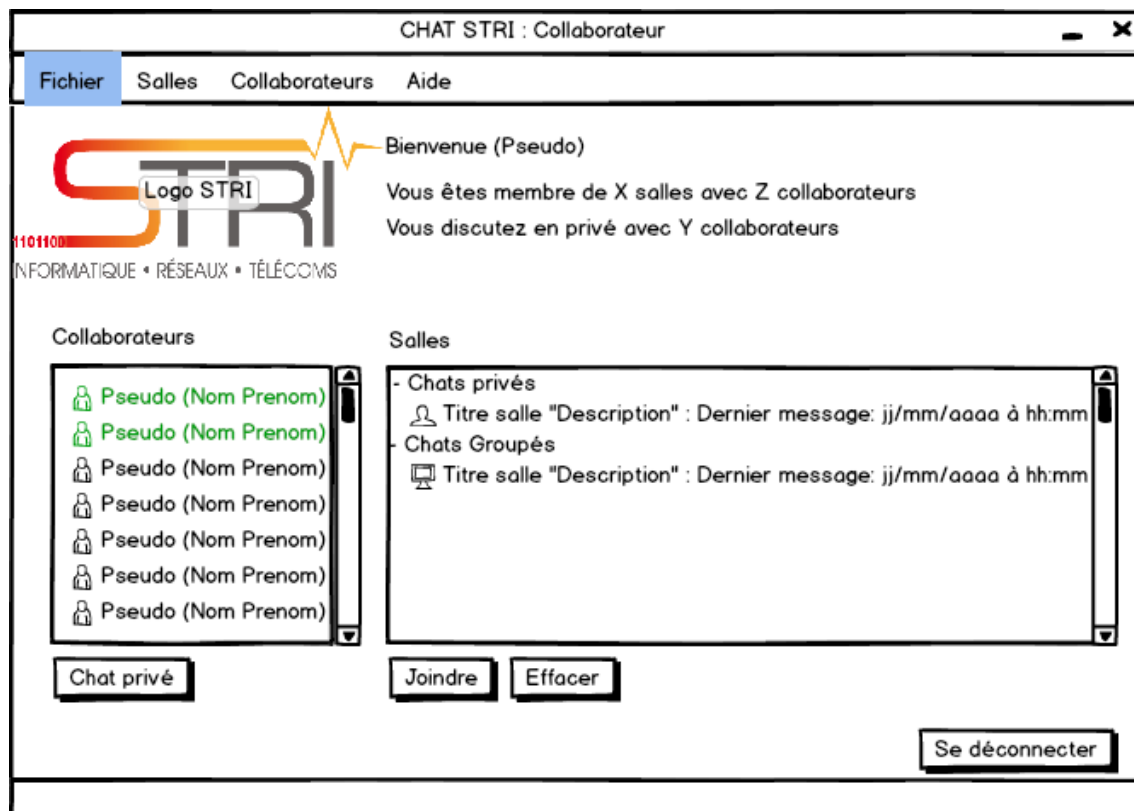 CHAT STRI : Collaborateur
Fichier Salles Collaborateurs Aide
STRI
Logo STRI
1101100
NFORMATIQUE • RÉSEAUX • TÉLÉCOMS
Bienvenue (Pseudo)
Vous êtes membre de X salles avec Z collaborateurs
Vous discutez en privé avec Y collaborateurs
Collaborateurs
Pseudo (Nom Prenom)
Pseudo (Nom Prenom)
Pseudo (Nom Prenom)
Pseudo (Nom Prenom)
Pseudo (Nom Prenom)
Pseudo (Nom Prenom)
Pseudo (Nom Prenom)
Chat privé
Salles
- Chats privés
Titre salle "Description" : Dernier message: jj/mm/aaaa à hh:mm
- Chats Groupés
Titre salle "Description" : Dernier message: jj/mm/aaaa à hh:mm
Joindre Effacer
Se déconnecter